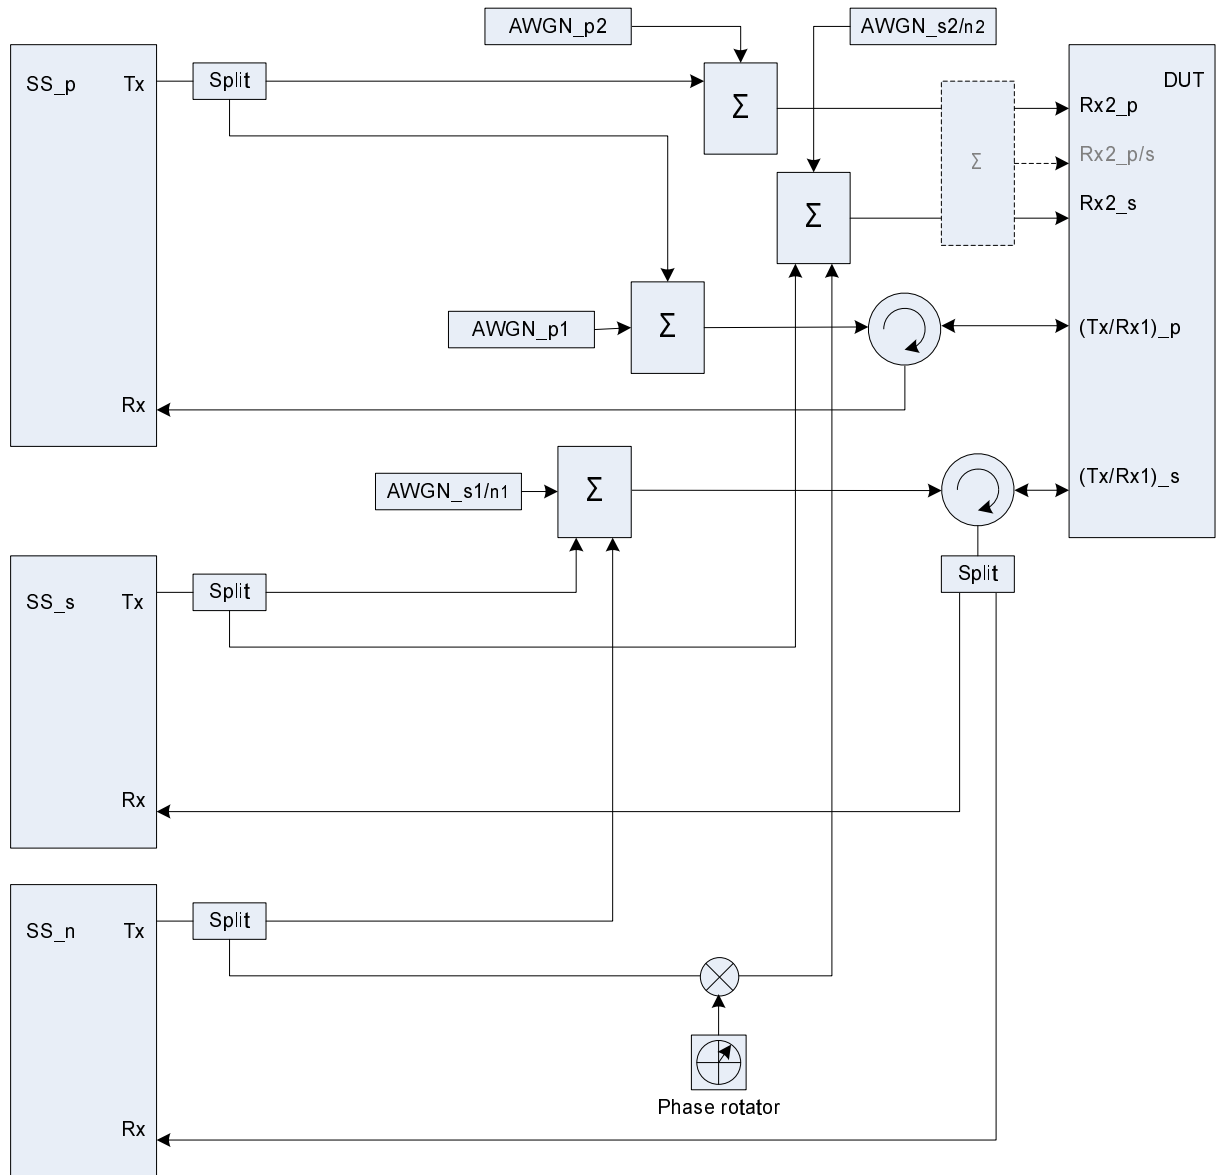 AWGN_p2
AWGN_s2/n2
SS_p
Tx
Split
Σ
DUT
Rx2_p
Σ
Rx2_p/s
Σ
Rx2_s
AWGN_p1
Σ
(Tx/Rx1)_p
Rx
AWGN_s1/n1
Σ
(Tx/Rx1)_s
SS_s
Tx
Split
Split
Rx
SS_n
Tx
Split
Phase rotator
Rx